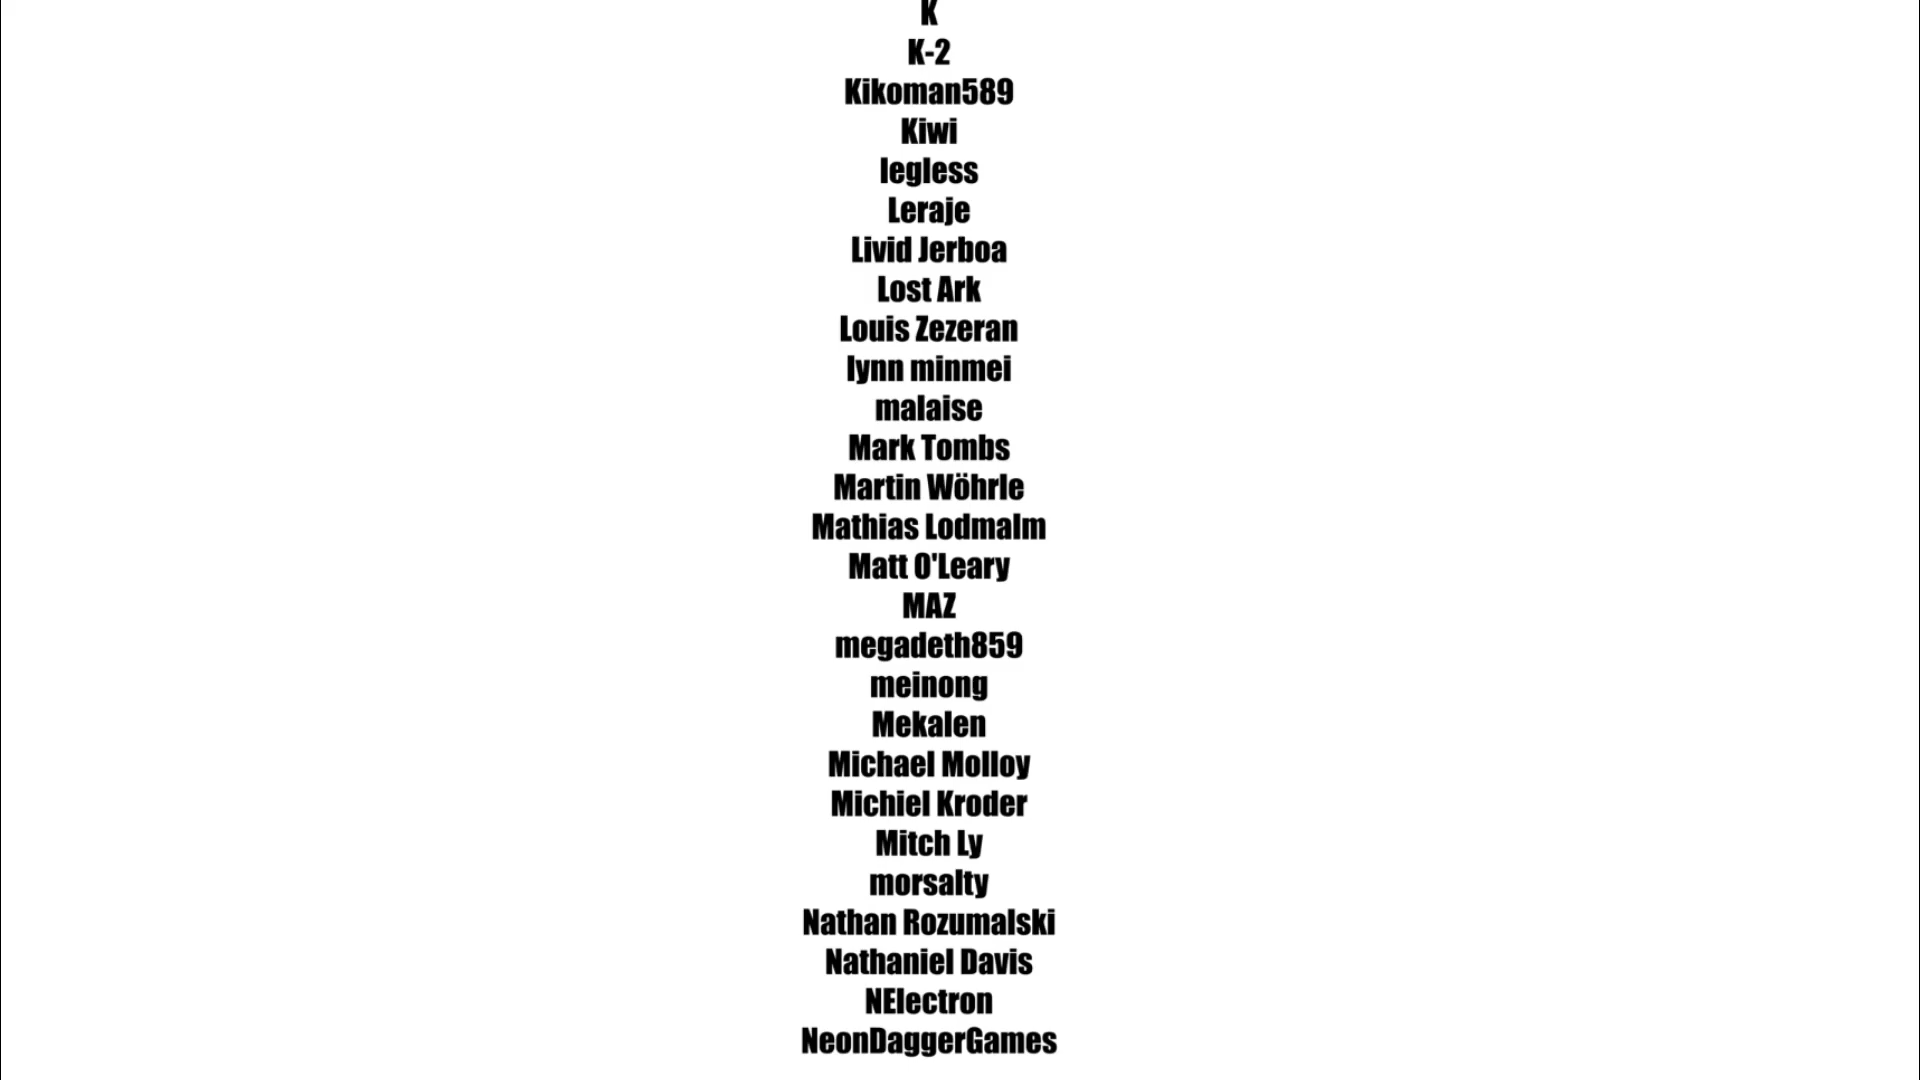 K
K-2
Kikoman589
Kiwi
legless
Leraje
Livid Jerboa
Lost Ark
Louis Zezeran
lynn minmei
malaise
Mark Tombs
Martin Wöhrle
Mathias Lodmalm
Matt O'Leary
MAZ
megadeth859
meinong
Mekalen
Michael Molloy
Michiel Kroder
Mitch Ly
morsalty
Nathan Rozumalski
Nathaniel Davis
NElectron
NeonDaggerGames